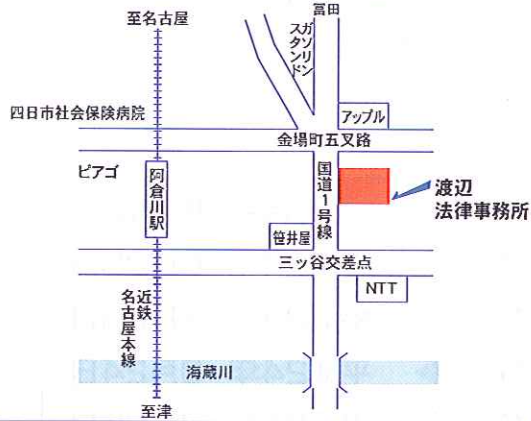 至名古屋
冨田
ガソリン
スタンド
四日市社会保険病院
アップル
金場町五叉路
ピアゴ
阿倉川駅
国道1号線
渡辺
法律事務所
笹井屋
三ッ谷交差点
NTT
近鉄
名古屋本線
海蔵川
至津